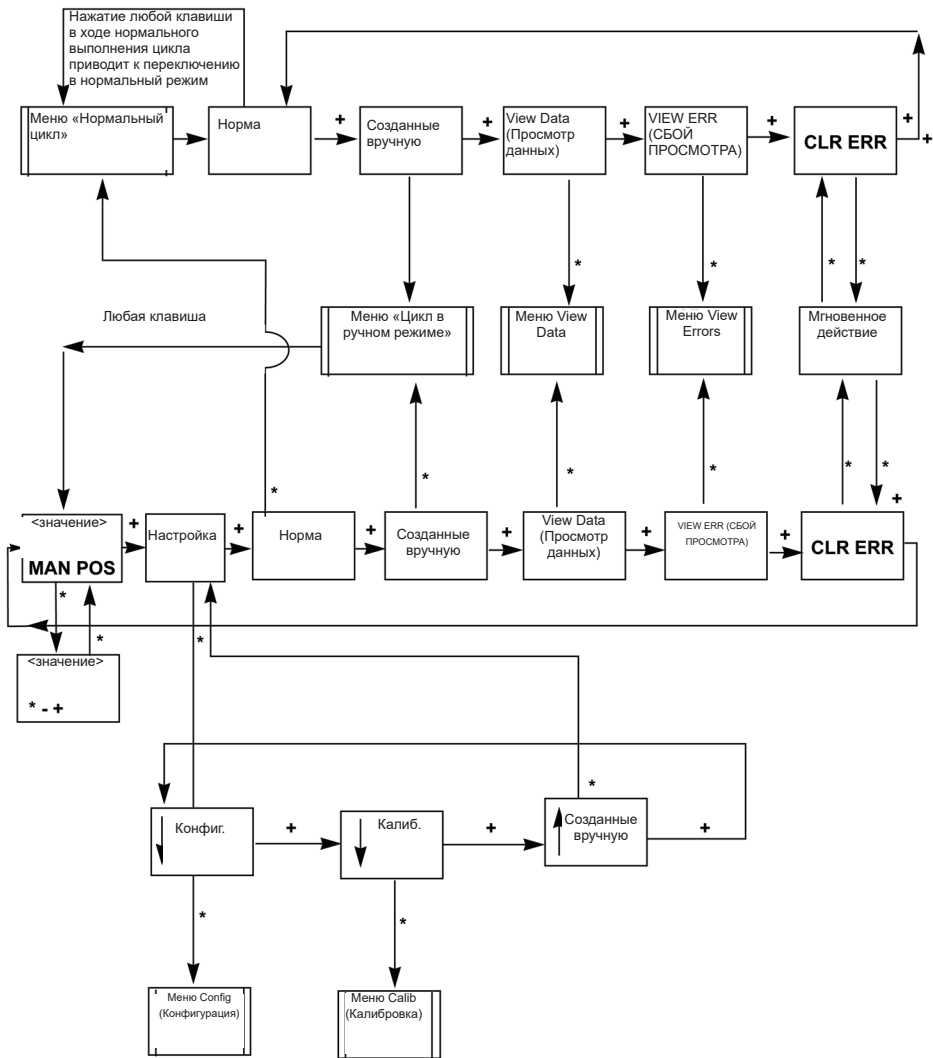 Нажатие любой клавиши
в ходе нормального
выполнения цикла
приводит к переключению
в нормальный режим
Меню «Нормальный
цикл»
Норма
+
Созданные
вручную
+
View Data
(Просмотр
данных)
+
VIEW ERR
(СБОЙ
ПРОСМОТРА)
+
CLR ERR
+
+
*
*
*
*
Любая клавиша
Меню «Цикл в
ручном режиме»
Меню View
Data
Меню View
Errors
Мгновенное
действие
*
*
*
*
*
*
<значение>
MAN POS
+
Настройка
+
Норма
+
Созданные
вручную
+
View Data
(Просмотр
данных)
+
VIEW ERR (СБОЙ
ПРОСМОТРА)
+
CLR ERR
+
*
*
*
<значение>
* - +
*
Конфиг.
+
Калиб.
+
Созданные
вручную
+
*
*
Меню Config
(Конфигурация)
Меню Calib
(Калибровка)